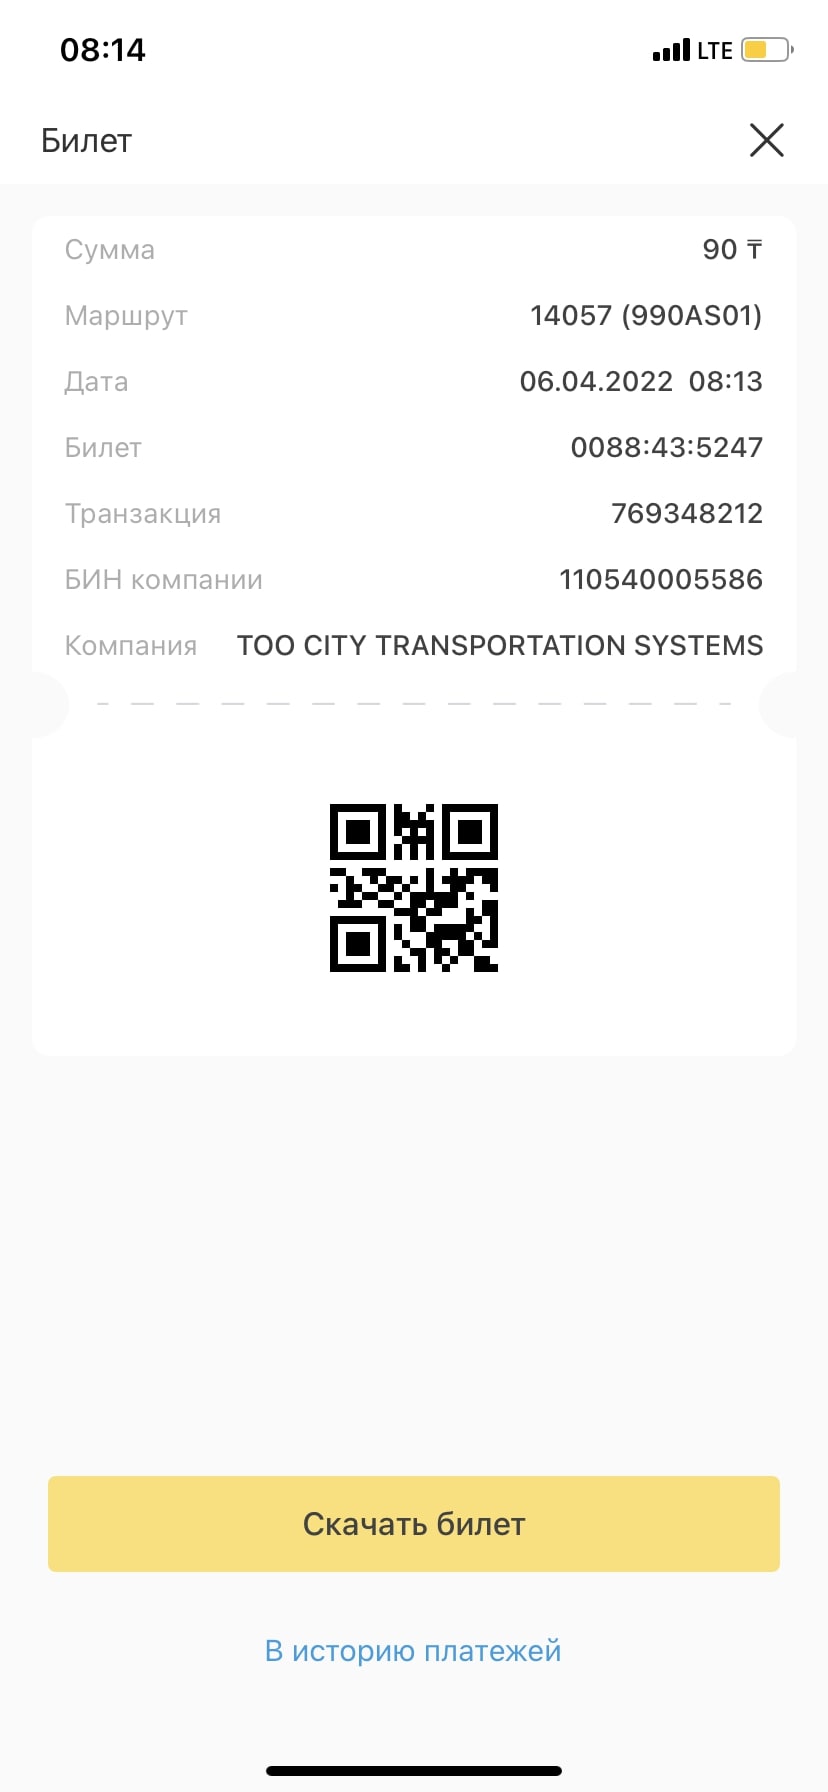 08:14
LTE
Билет
Сумма 90 ₸
Маршрут 14057 (990AS01)
Дата 06.04.2022 08:13
Билет 0088:43:5247
Транзакция 769348212
БИН компании 110540005586
Компания ТОО CITY TRANSPORTATION SYSTEMS
Скачать билет
В историю платежей